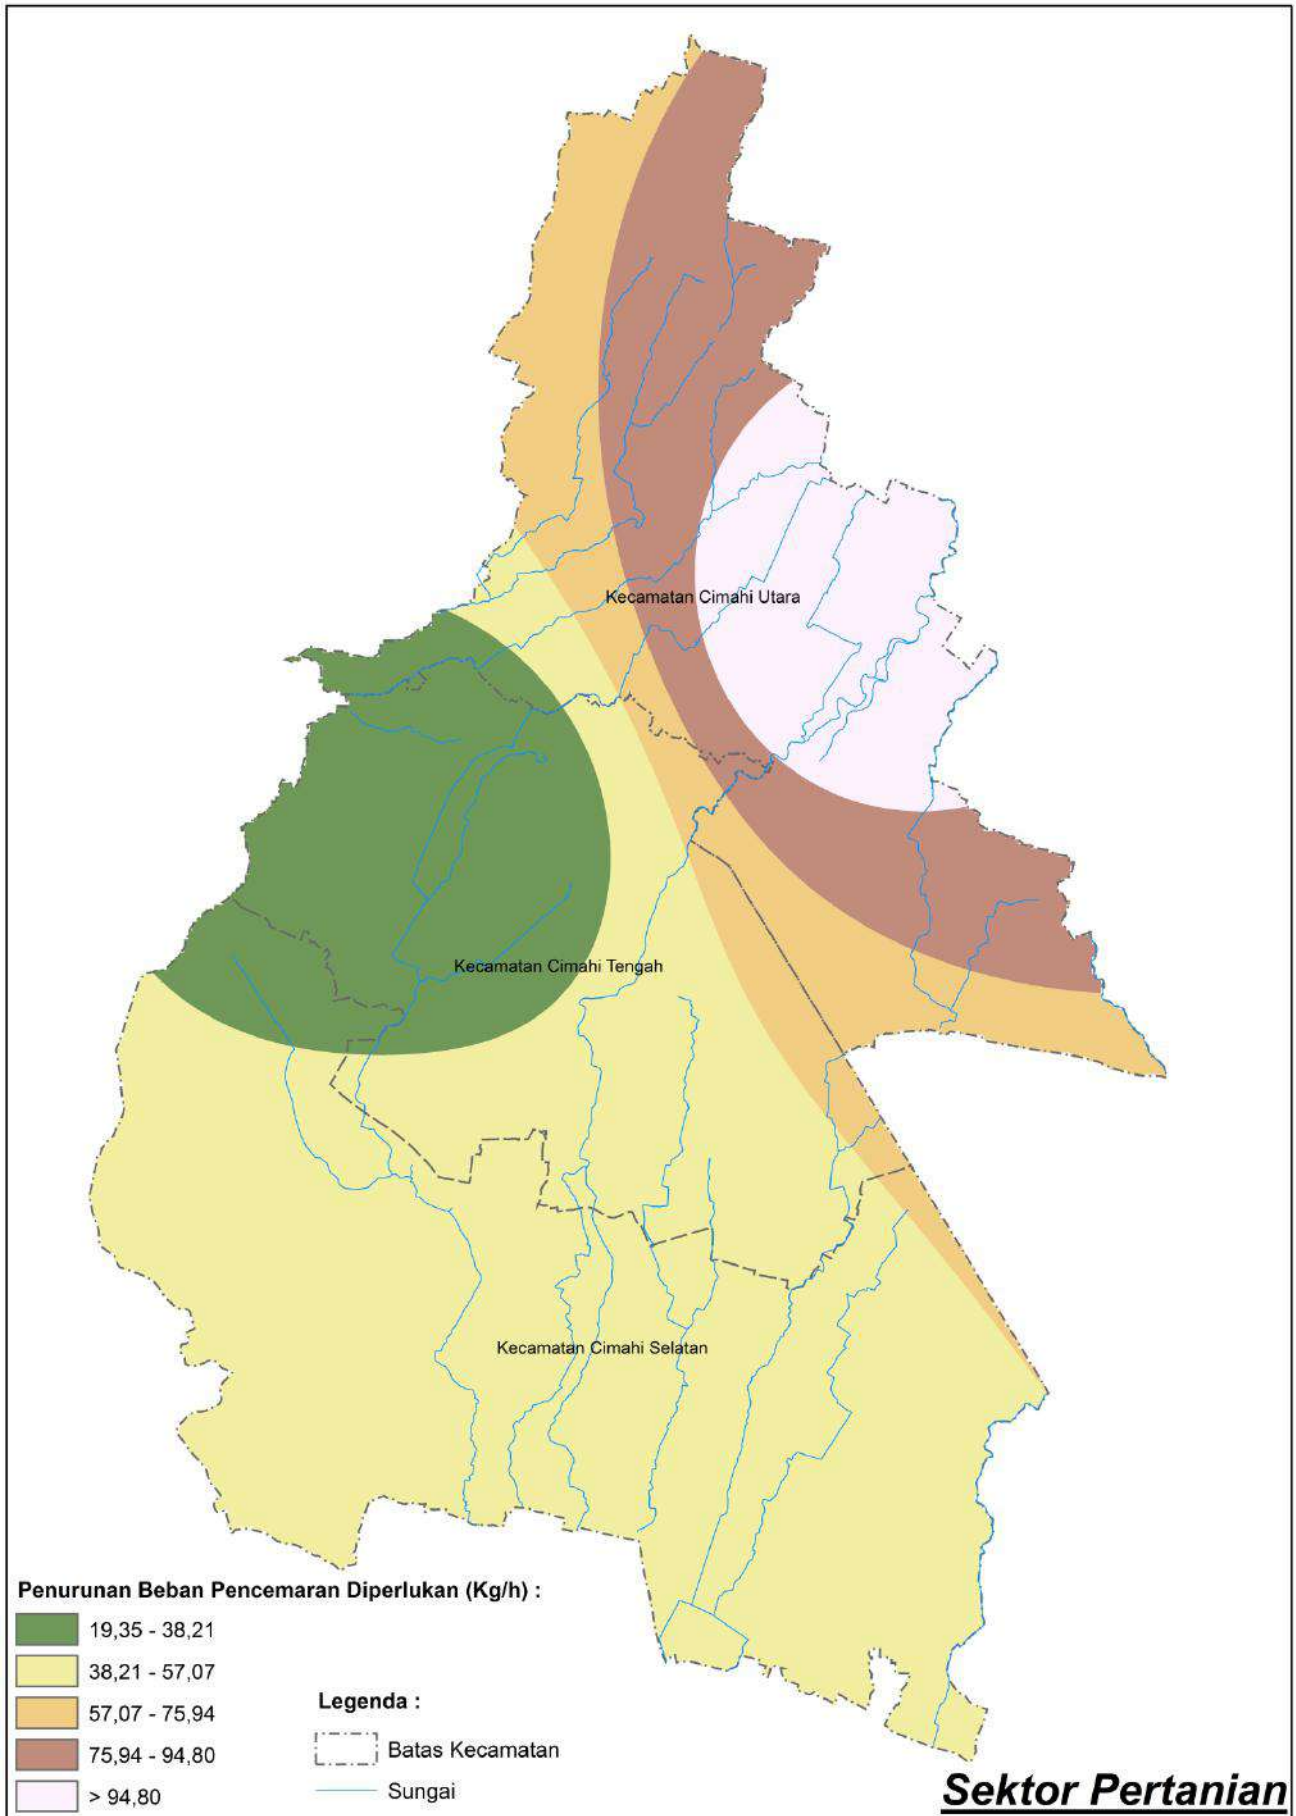 Kecamatan Cimahi Utara
Kecamatan Cimahi Tengah
Kecamatan Cimahi Selatan
Penurunan Beban Pencemaran Diperlukan (Kg/h) :
19,35 - 38,21
38,21 - 57,07
57,07 - 75,94
75,94 - 94,80
> 94,80
Legenda :
Batas Kecamatan
Sungai
Sektor Pertanian